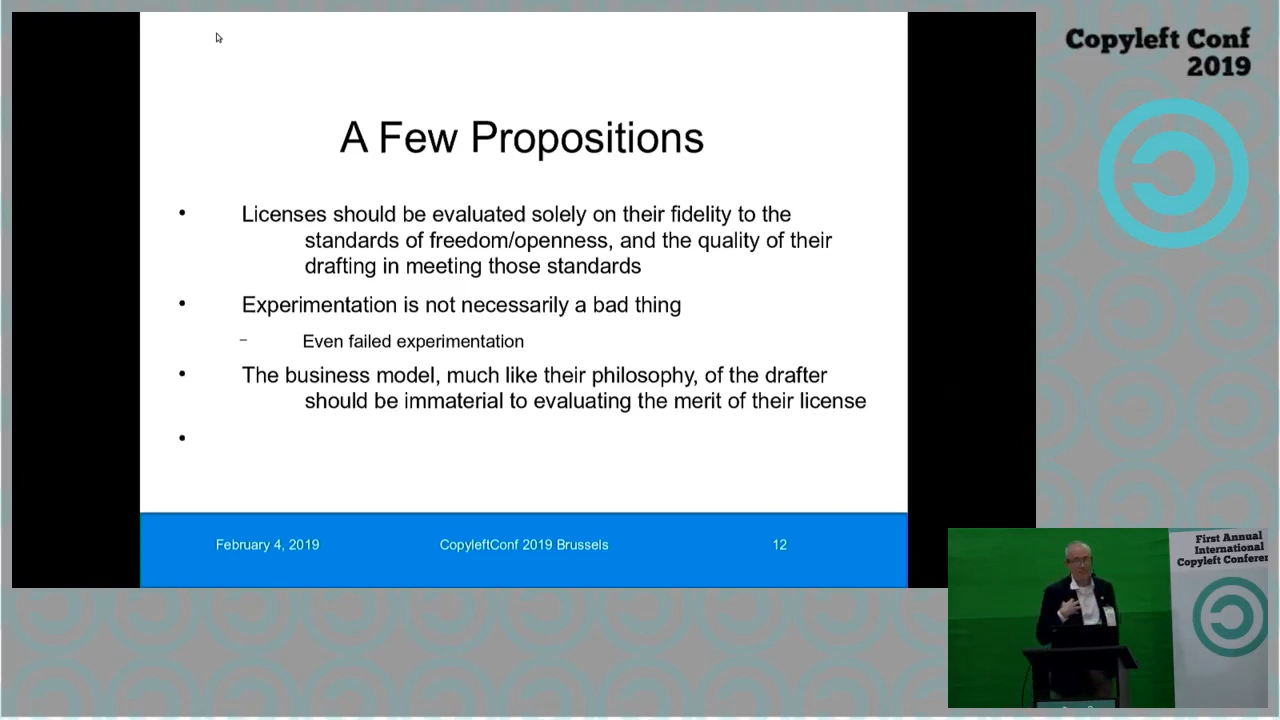 Copyleft Conf
2019
A Few Propositions
• Licenses should be evaluated solely on their fidelity to the
standards of freedom/openness, and the quality of their
drafting in meeting those standards
• Experimentation is not necessarily a bad thing
– Even failed experimentation
• The business model, much like their philosophy, of the drafter
should be immaterial to evaluating the merit of their license
•
February 4, 2019 CopyleftConf 2019 Brussels 12
First Annual
International
Copyleft Conferen